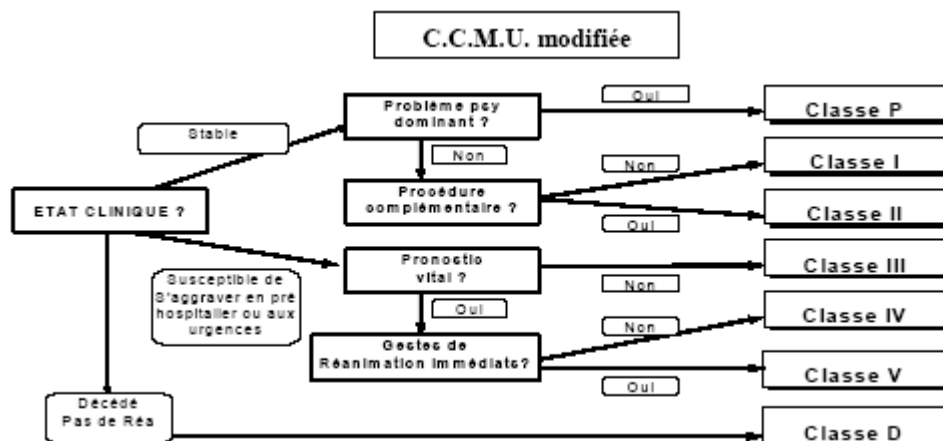 C.C.M.U. modifiée
Problème psy
dominant ?
Oui
Classe P
Stable
Non
Non
Classe I
ETAT CLINIQUE ?
Procédure
complémentaire ?
Oui
Classe II
Susceptible de
S'aggraver en pré
hospitalier ou aux
urgences
Pronostic
vital ?
Non
Classe III
Oui
Non
Classe IV
Gestes de
Réanimation immédiats?
Oui
Classe V
Décédé
Pas de Réa
Classe D